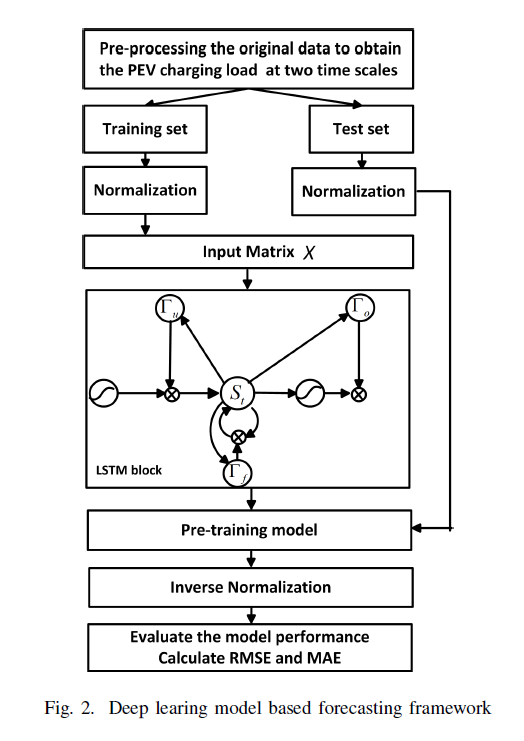 Pre-processing the original data to obtain
the PEV charging load at two time scales
Training set
Test set
Normalization
Normalization
Input Matrix X
Γu
Γo
St
Γf
LSTM block
Pre-training model
Inverse Normalization
Evaluate the model performance
Calculate RMSE and MAE
Fig. 2. Deep learing model based forecasting framework